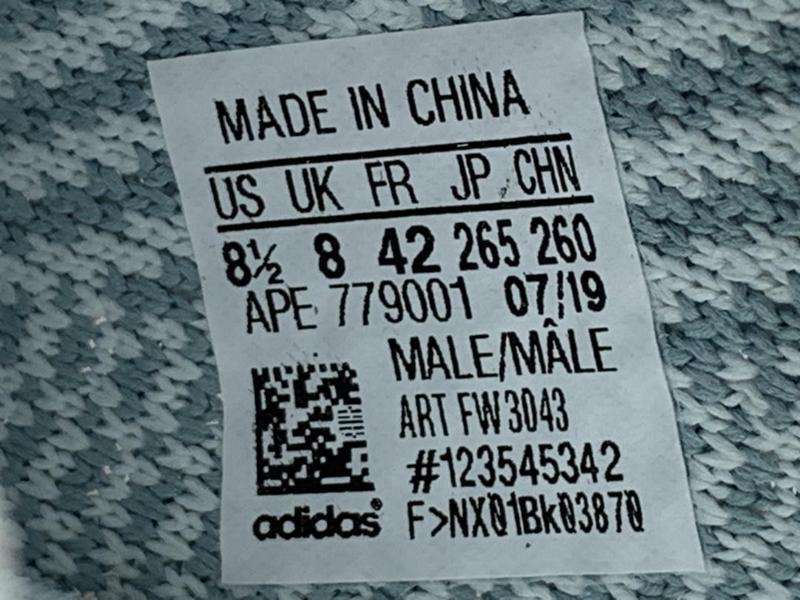 MADE IN CHINA
US UK FR JP CHN
8½ 8 42 265 260
APE 779001 07/19
MALE/MÂLE
ART FW3043
#123545342
adidas® F>NX01Bk03870